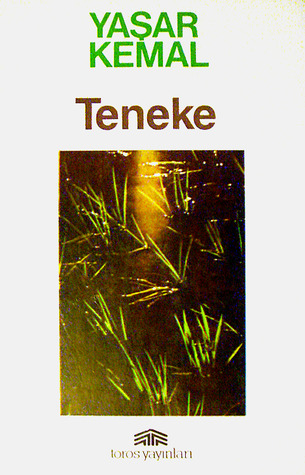 YAŞAR
KEMAL
Teneke
toros yayınları